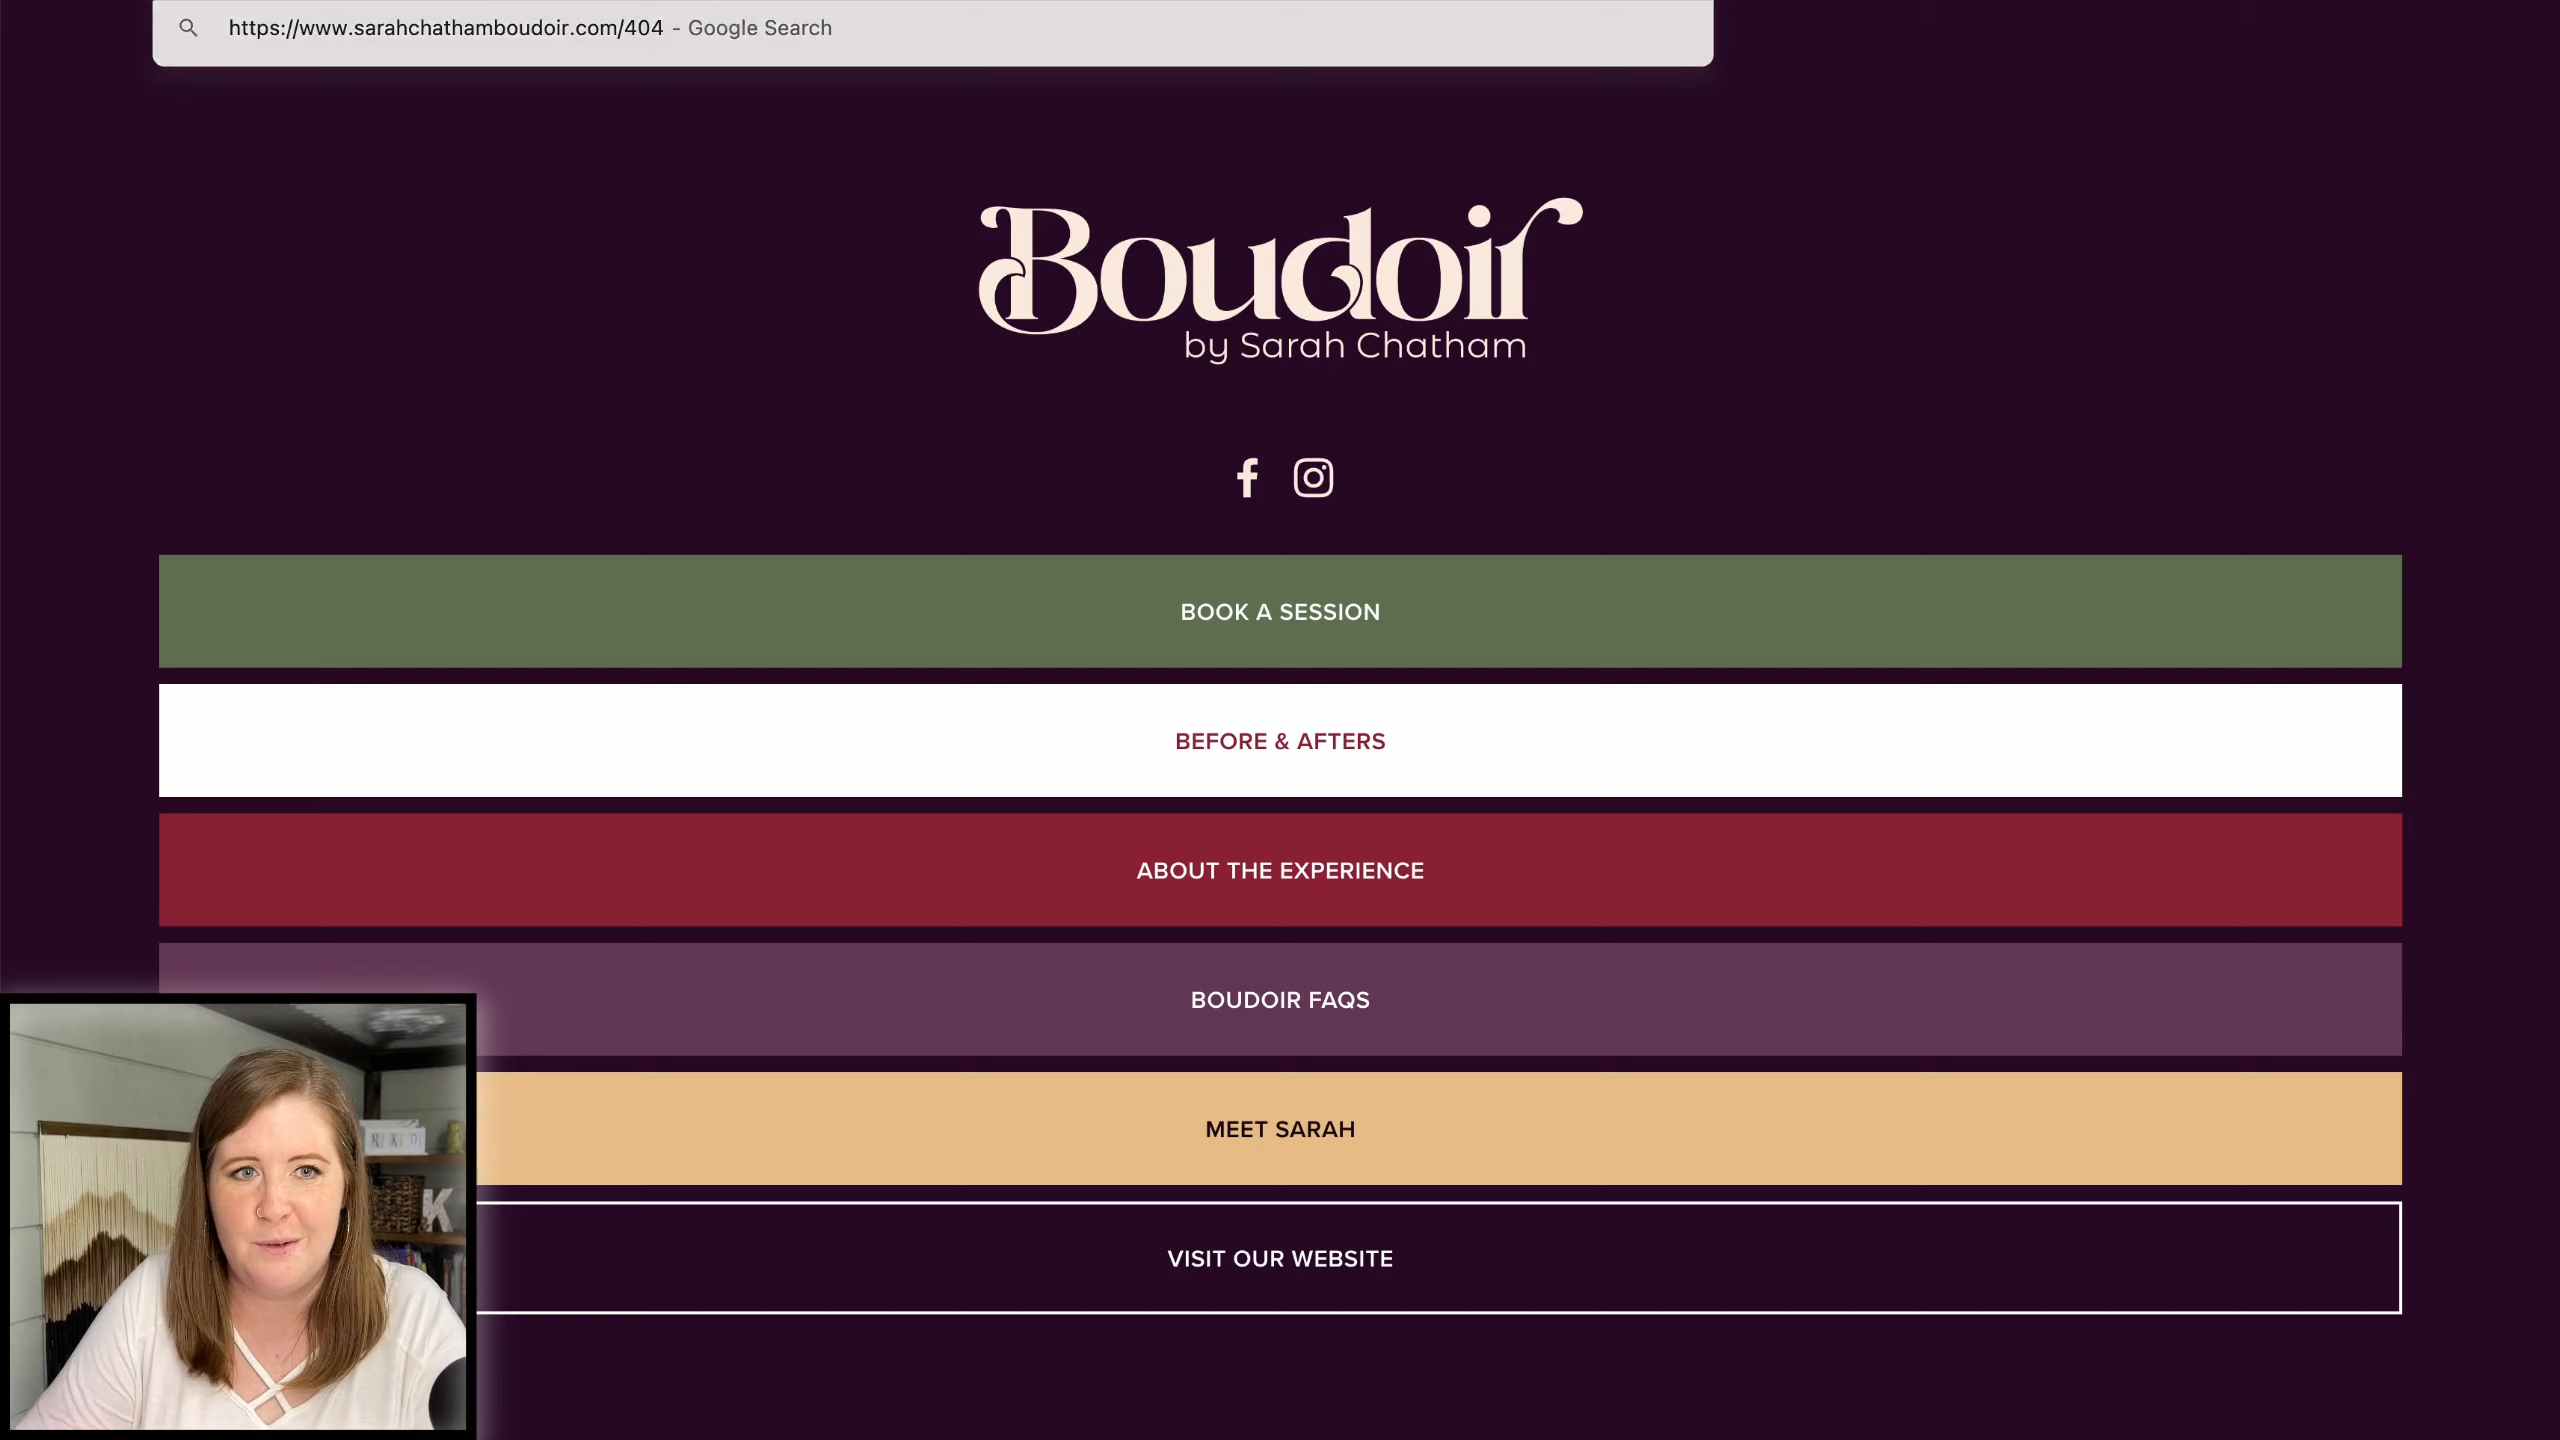 https://www.sarahchathamboudoir.com/404 - Google Search
Boudoir
by Sarah Chatham
BOOK A SESSION
BEFORE & AFTERS
ABOUT THE EXPERIENCE
BOUDOIR FAQS
MEET SARAH
VISIT OUR WEBSITE
RAD
K